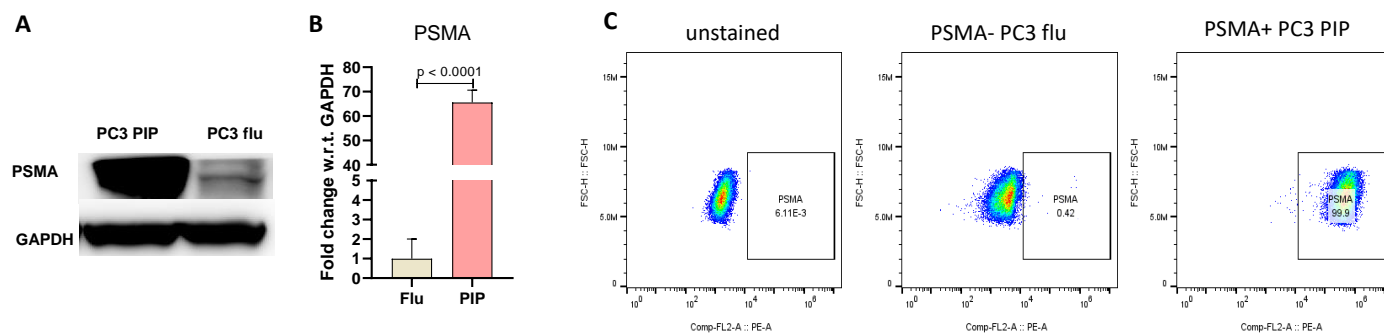 A
PC3 PIP PC3 flu
PSMA
GAPDH
B
PSMA
p < 0.0001
Fold change w.r.t. GAPDH
80
70
60
50
40
5
4
3
2
1
0
Flu PIP
C
unstained
15M
10M
5.0M
0
FSC-H :: FSC-H
PSMA
6.11E-3
10^0 10^2 10^4 10^6
Comp-FL2-A :: PE-A
PSMA- PC3 flu
15M
10M
5.0M
0
FSC-H :: FSC-H
PSMA
0.42
10^0 10^2 10^4 10^6
Comp-FL2-A :: PE-A
PSMA+ PC3 PIP
15M
10M
5.0M
0
FSC-H :: FSC-H
PSMA
99.9
10^0 10^2 10^4 10^6
Comp-FL2-A :: PE-A